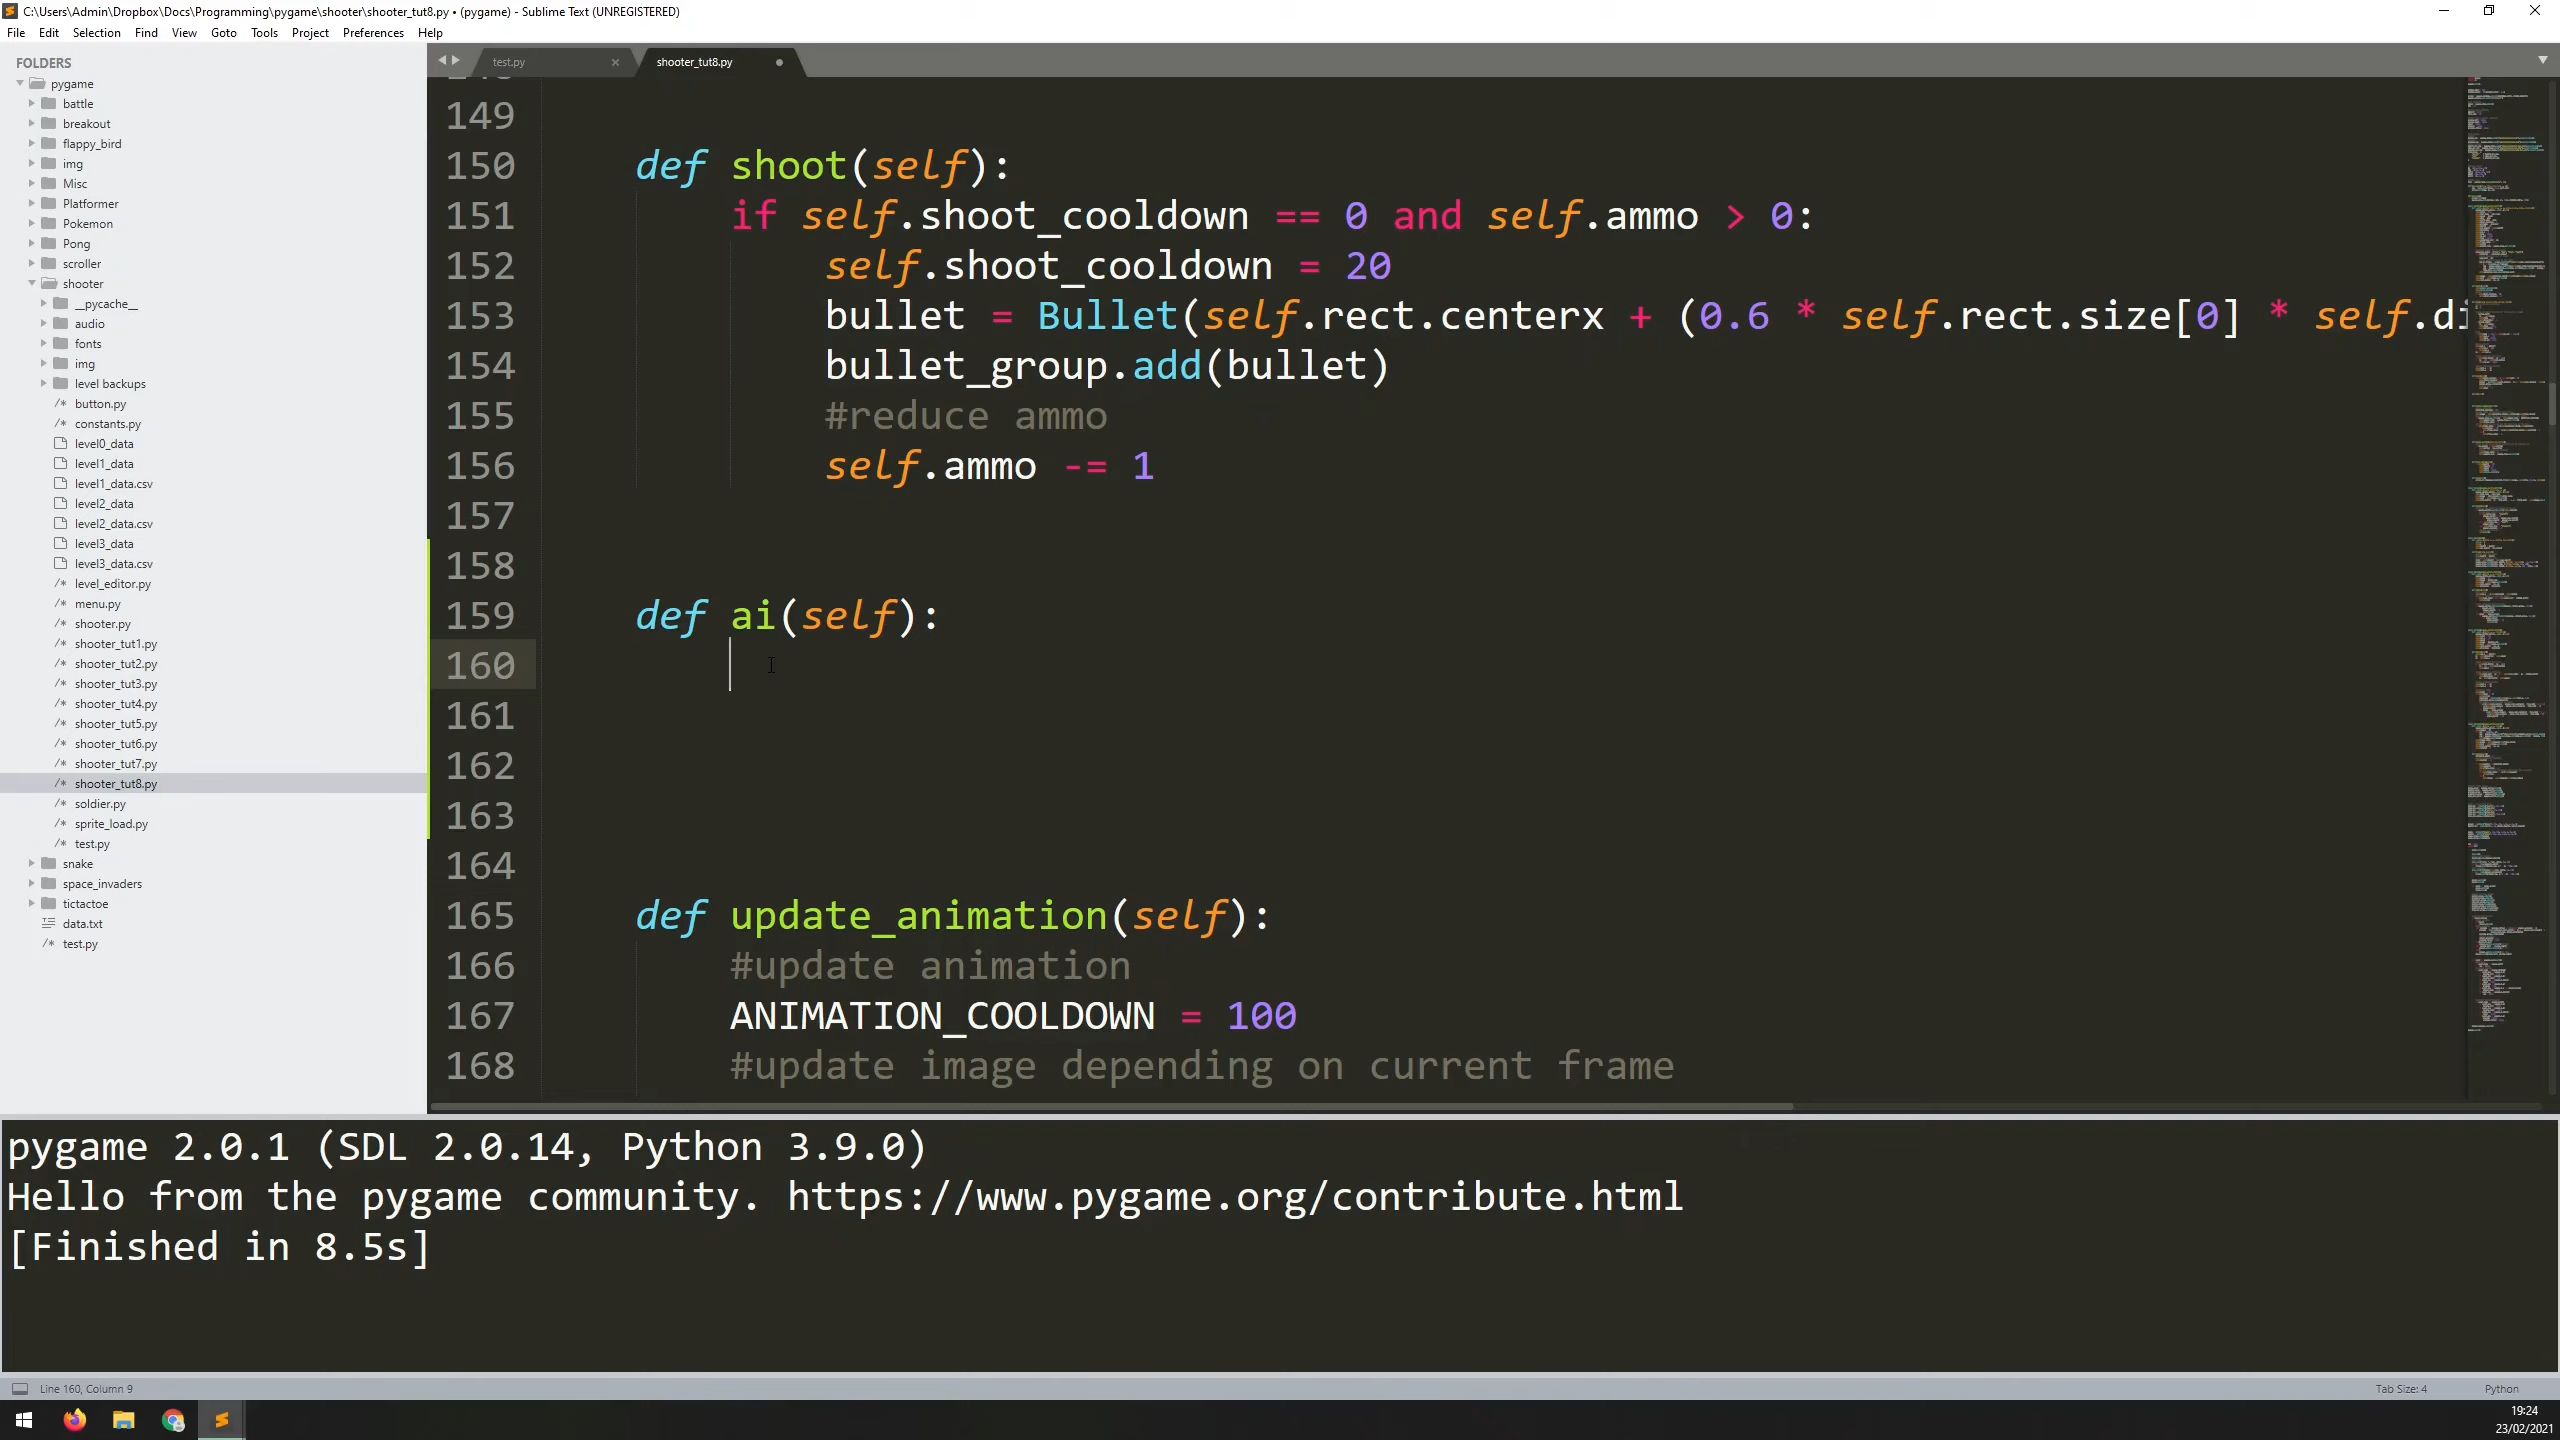 C:\Users\Admin\Dropbox\Docs\Programming\pygame\shooter\shooter_tut8.py • (pygame) - Sublime Text (UNREGISTERED)
File Edit Selection Find View Goto Tools Project Preferences Help
FOLDERS
pygame
battle
breakout
flappy_bird
img
Misc
Platformer
Pokemon
Pong
scroller
shooter
__pycache__
audio
fonts
img
level backups
button.py
constants.py
level0_data
level1_data
level1_data.csv
level2_data
level2_data.csv
level3_data
level3_data.csv
level_editor.py
menu.py
shooter.py
shooter_tut1.py
shooter_tut2.py
shooter_tut3.py
shooter_tut4.py
shooter_tut5.py
shooter_tut6.py
shooter_tut7.py
shooter_tut8.py
soldier.py
sprite_load.py
test.py
snake
space_invaders
tictactoe
data.txt
test.py
test.py shooter_tut8.py
149
150 def shoot(self):
151 if self.shoot_cooldown == 0 and self.ammo > 0:
152 self.shoot_cooldown = 20
153 bullet = Bullet(self.rect.centerx + (0.6 * self.rect.size[0] * self.di
154 bullet_group.add(bullet)
155 #reduce ammo
156 self.ammo -= 1
157
158
159 def ai(self):
160
161
162
163
164
165 def update_animation(self):
166 #update animation
167 ANIMATION_COOLDOWN = 100
168 #update image depending on current frame
pygame 2.0.1 (SDL 2.0.14, Python 3.9.0)
Hello from the pygame community. https://www.pygame.org/contribute.html
[Finished in 8.5s]
Line 160, Column 9 Tab Size: 4 Python
19:24
23/02/2021